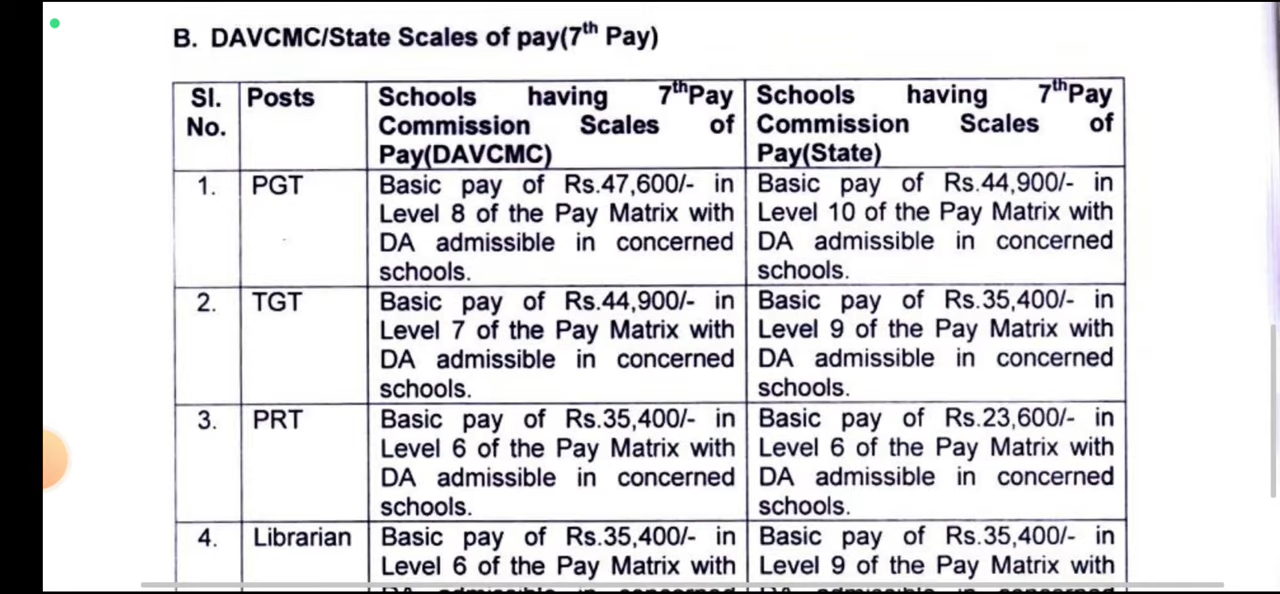 B. DAVCMC/State Scales of pay(7th Pay)
Sl. No. Posts Schools having 7thPay Commission Scales of Pay(DAVCMC) Schools having 7thPay Commission Scales of Pay(State)
1. PGT Basic pay of Rs.47,600/- in Level 8 of the Pay Matrix with DA admissible in concerned schools. Basic pay of Rs.44,900/- in Level 10 of the Pay Matrix with DA admissible in concerned schools.
2. TGT Basic pay of Rs.44,900/- in Level 7 of the Pay Matrix with DA admissible in concerned schools. Basic pay of Rs.35,400/- in Level 9 of the Pay Matrix with DA admissible in concerned schools.
3. PRT Basic pay of Rs.35,400/- in Level 6 of the Pay Matrix with DA admissible in concerned schools. Basic pay of Rs.23,600/- in Level 6 of the Pay Matrix with DA admissible in concerned schools.
4. Librarian Basic pay of Rs.35,400/- in Level 6 of the Pay Matrix with Basic pay of Rs.35,400/- in Level 9 of the Pay Matrix with